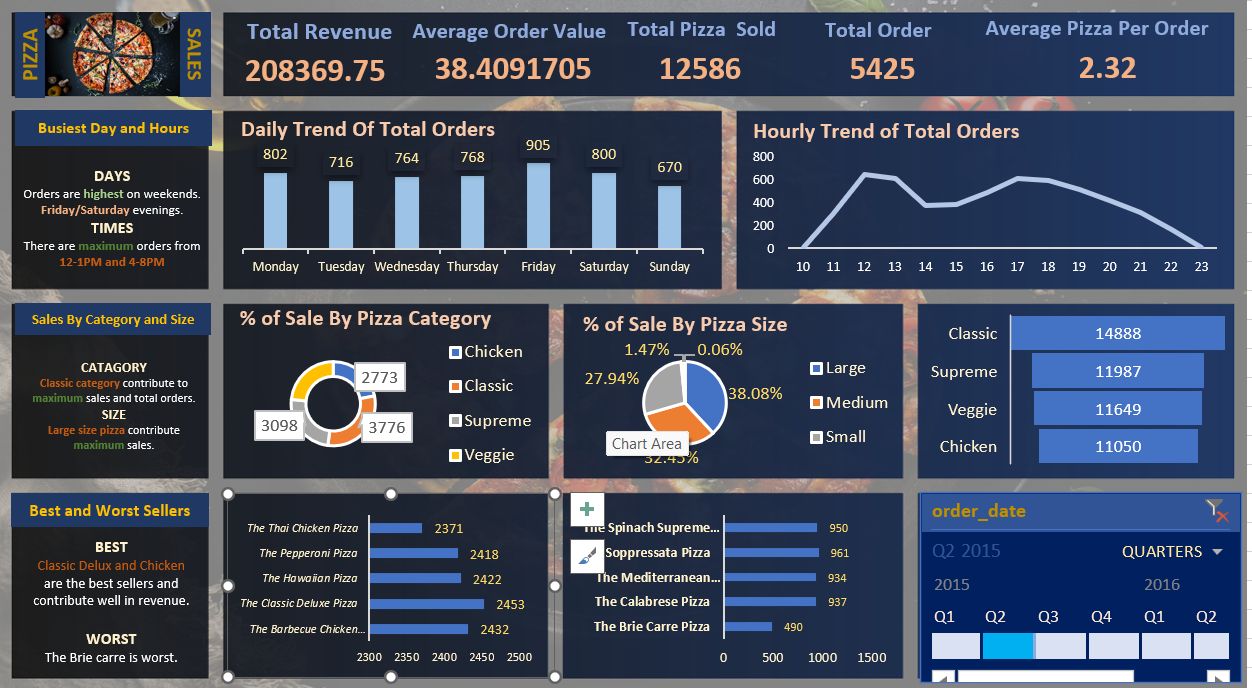 PIZZA
SALES
Total Revenue
208369.75
Average Order Value
38.4091705
Total Pizza Sold
12586
Total Order
5425
Average Pizza Per Order
2.32
Busiest Day and Hours
DAYS
Orders are highest on weekends.
Friday/Saturday evenings.
TIMES
There are maximum orders from
12-1PM and 4-8PM
Daily Trend Of Total Orders
802
716
764
768
905
800
670
Monday
Tuesday
Wednesday
Thursday
Friday
Saturday
Sunday
Hourly Trend of Total Orders
800
600
400
200
0
10 11 12 13 14 15 16 17 18 19 20 21 22 23
Sales By Category and Size
CATAGORY
Classic category contribute to
maximum sales and total orders.
SIZE
Large size pizza contribute
maximum sales.
% of Sale By Pizza Category
2773
3776
3098
Chicken
Classic
Supreme
Veggie
% of Sale By Pizza Size
1.47%
0.06%
27.94%
38.08%
32.45%
Chart Area
Large
Medium
Small
Classic 14888
Supreme 11987
Veggie 11649
Chicken 11050
Best and Worst Sellers
BEST
Classic Delux and Chicken
are the best sellers and
contribute well in revenue.
WORST
The Brie carre is worst.
The Thai Chicken Pizza 2371
The Pepperoni Pizza 2418
The Hawaiian Pizza 2422
The Classic Deluxe Pizza 2453
The Barbecue Chicken... 2432
2300 2350 2400 2450 2500
The Spinach Supreme... 950
Soppressata Pizza 961
The Mediterranean... 934
The Calabrese Pizza 937
The Brie Carre Pizza 490
0 500 1000 1500
order_date
Q2 2015
QUARTERS
2015 2016
Q1 Q2 Q3 Q4 Q1 Q2